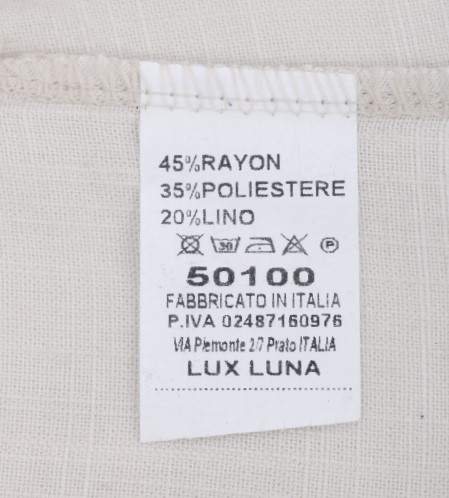 45%RAYON
35%POLIESTERE
20%LINO
30 P
50100
FABBRICATO IN ITALIA
P.IVA 02487160976
VIA Piemonte 2/7 Prato ITALIA
LUX LUNA